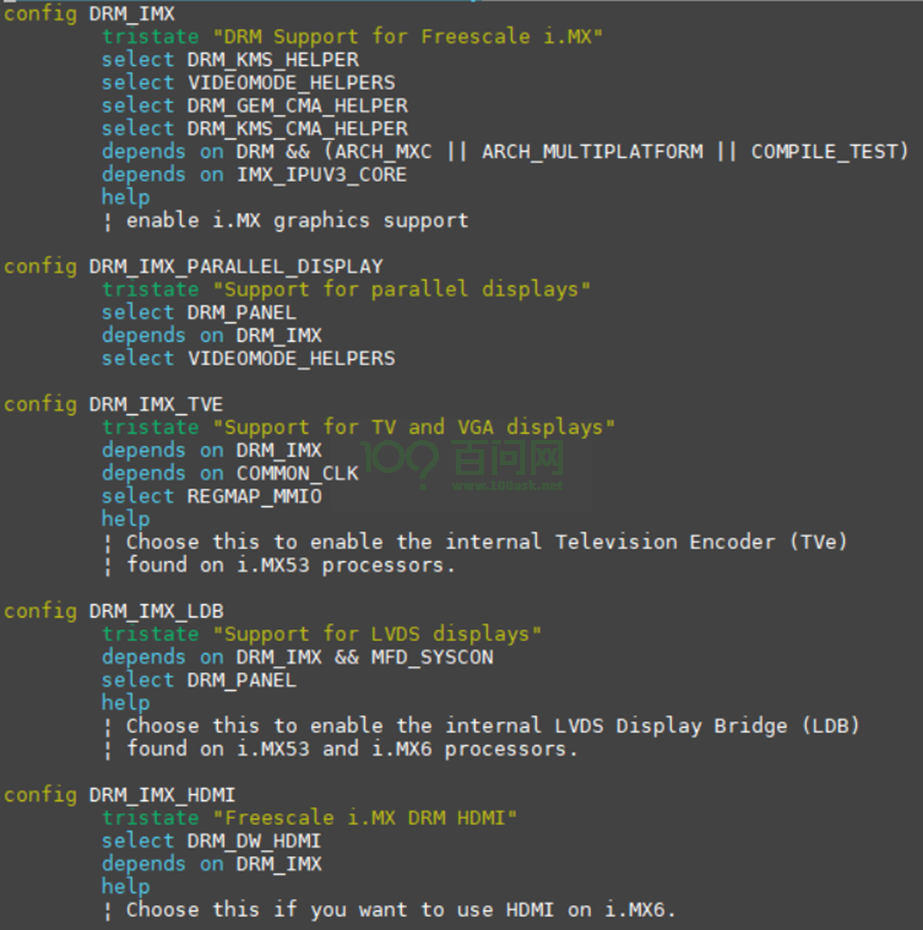 config DRM_IMX
tristate "DRM Support for Freescale i.MX"
select DRM_KMS_HELPER
select VIDEOMODE_HELPERS
select DRM_GEM_CMA_HELPER
select DRM_KMS_CMA_HELPER
depends on DRM && (ARCH_MXC || ARCH_MULTIPLATFORM || COMPILE_TEST)
depends on IMX_IPUV3_CORE
help
¦ enable i.MX graphics support
config DRM_IMX_PARALLEL_DISPLAY
tristate "Support for parallel displays"
select DRM_PANEL
depends on DRM_IMX
select VIDEOMODE_HELPERS
config DRM_IMX_TVE
tristate "Support for TV and VGA displays"
depends on DRM_IMX
depends on COMMON_CLK
select REGMAP_MMIO
help
¦ Choose this to enable the internal Television Encoder (TVe)
¦ found on i.MX53 processors.
100 百问网
www.100ask.net
config DRM_IMX_LDB
tristate "Support for LVDS displays"
depends on DRM_IMX && MFD_SYSCON
select DRM_PANEL
help
¦ Choose this to enable the internal LVDS Display Bridge (LDB)
¦ found on i.MX53 and i.MX6 processors.
config DRM_IMX_HDMI
tristate "Freescale i.MX DRM HDMI"
select DRM_DW_HDMI
depends on DRM_IMX
help
¦ Choose this if you want to use HDMI on i.MX6.